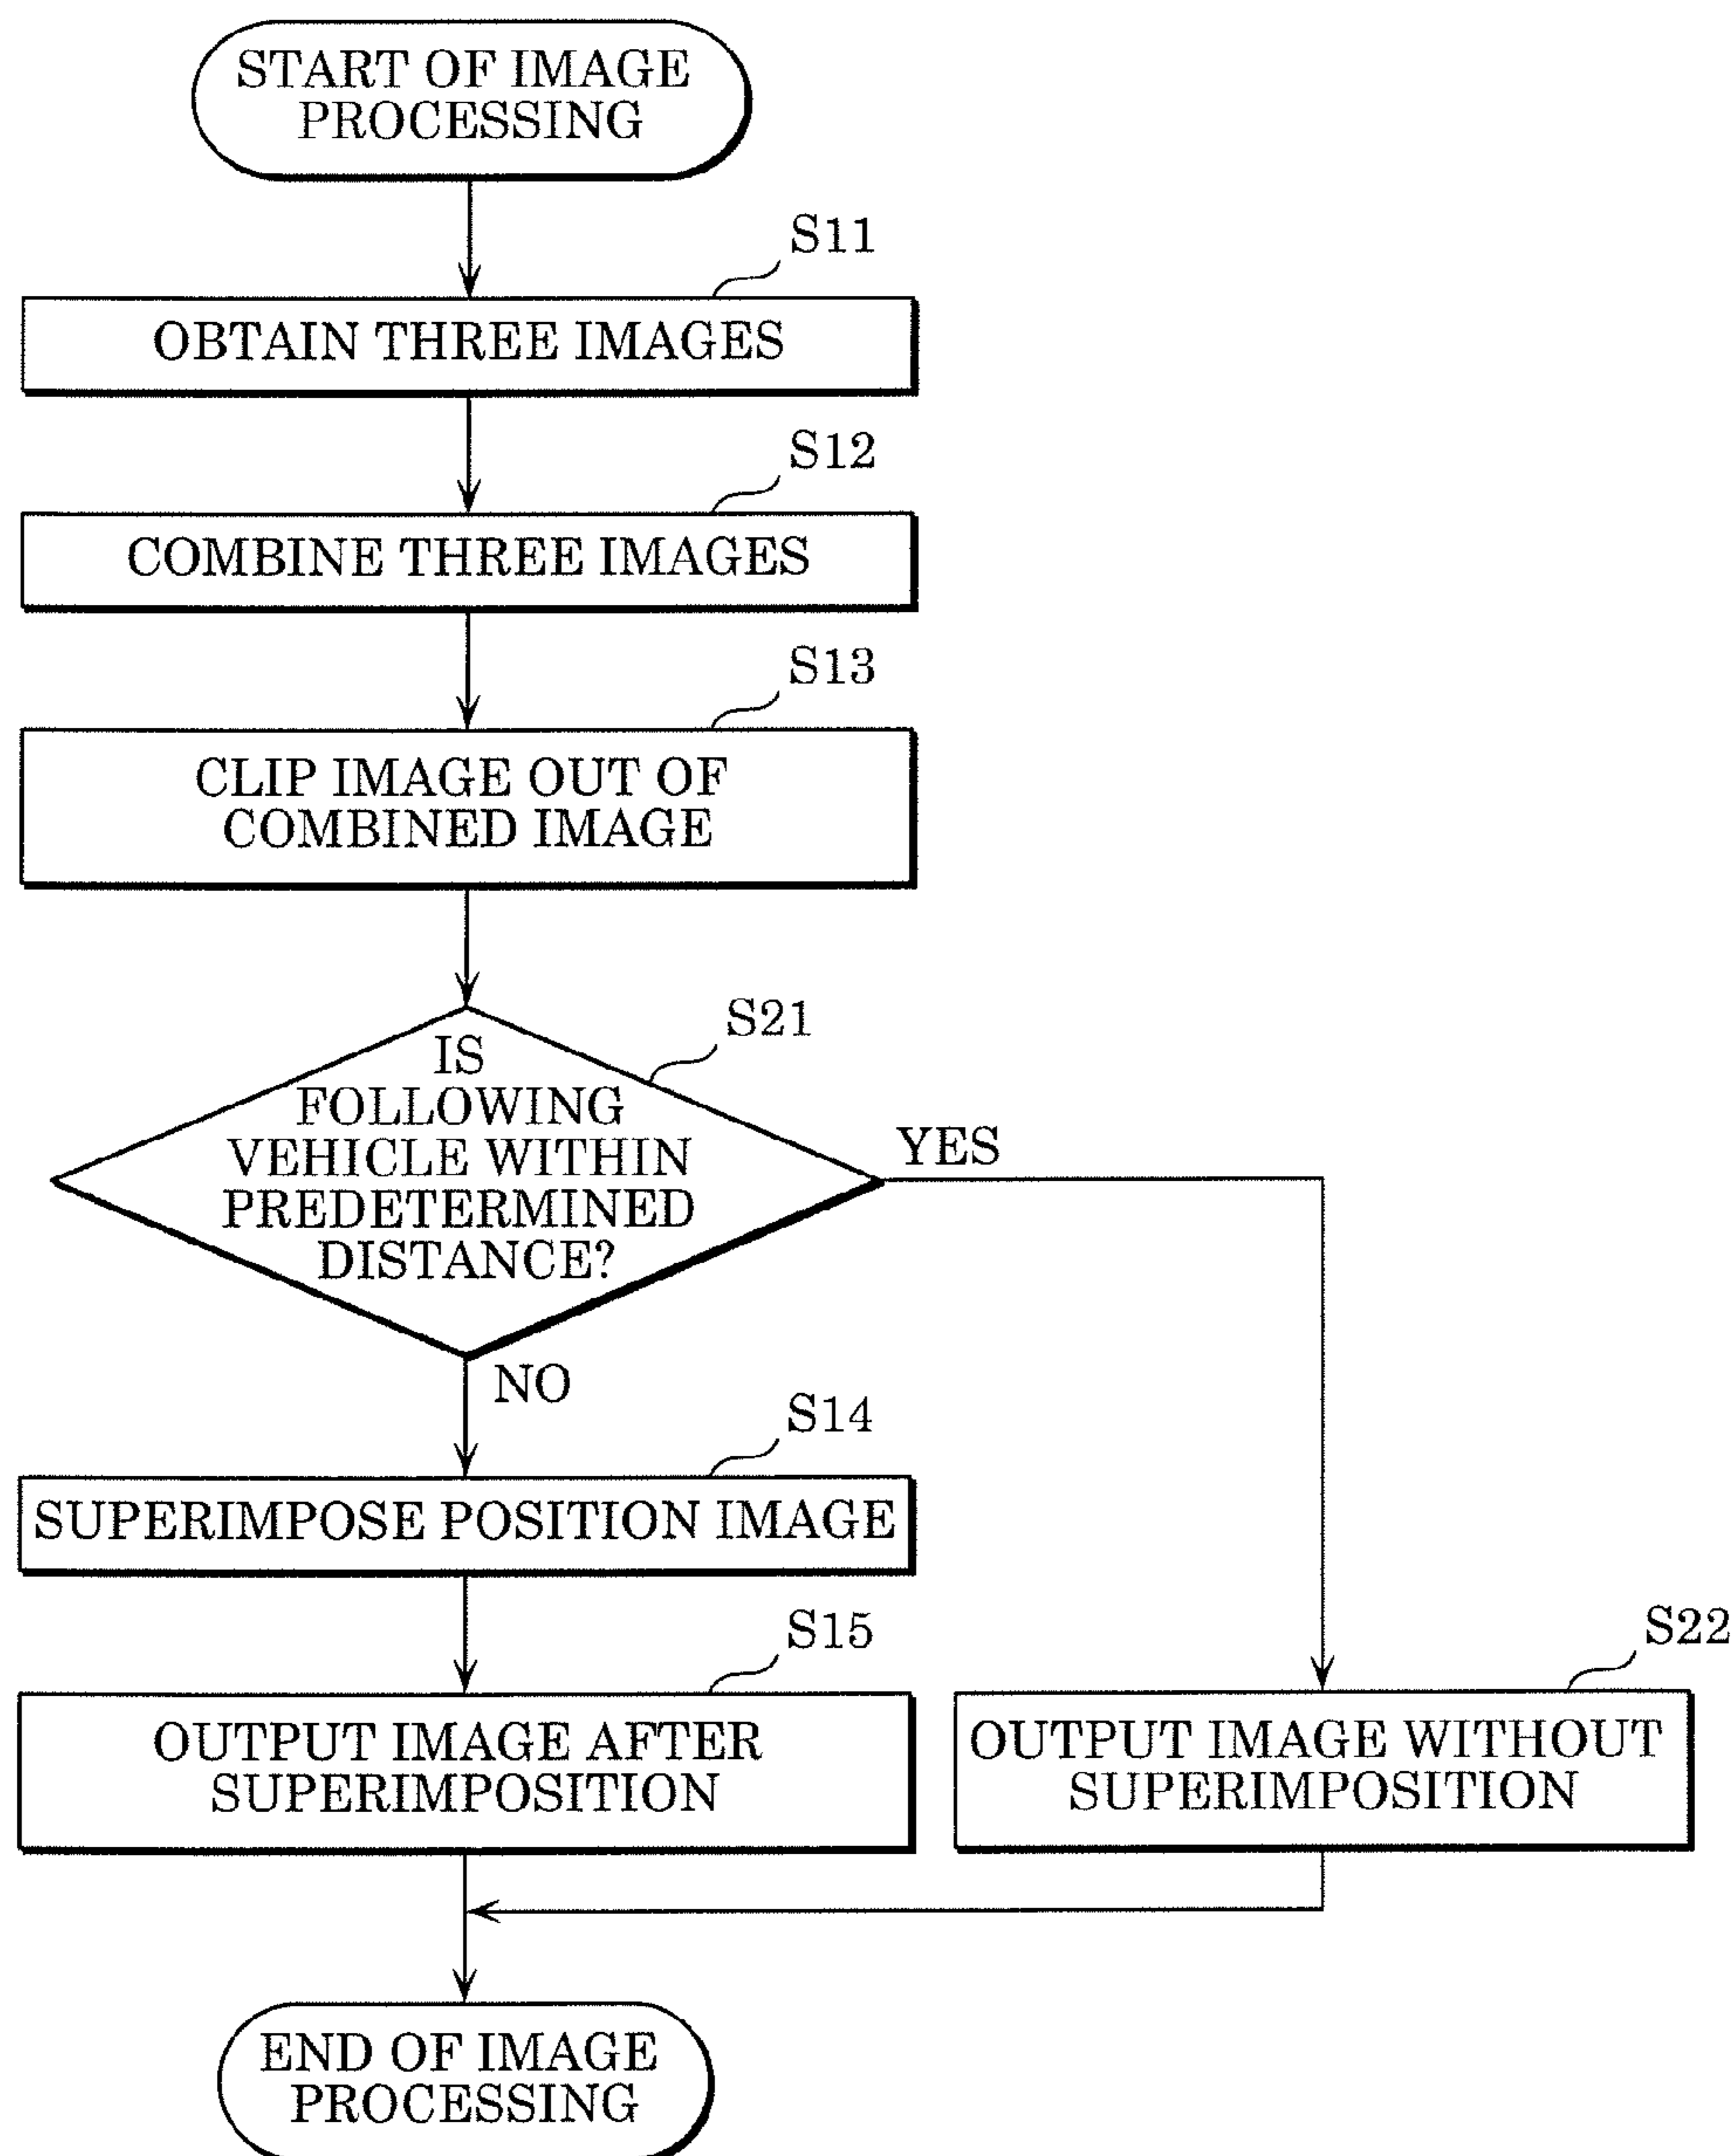 START OF IMAGE
PROCESSING
S11
OBTAIN THREE IMAGES
S12
COMBINE THREE IMAGES
S13
CLIP IMAGE OUT OF
COMBINED IMAGE
S21
IS
FOLLOWING
VEHICLE WITHIN
PREDETERMINED
DISTANCE?
YES
NO
S14
SUPERIMPOSE POSITION IMAGE
S15
OUTPUT IMAGE AFTER
SUPERIMPOSITION
S22
OUTPUT IMAGE WITHOUT
SUPERIMPOSITION
END OF IMAGE
PROCESSING